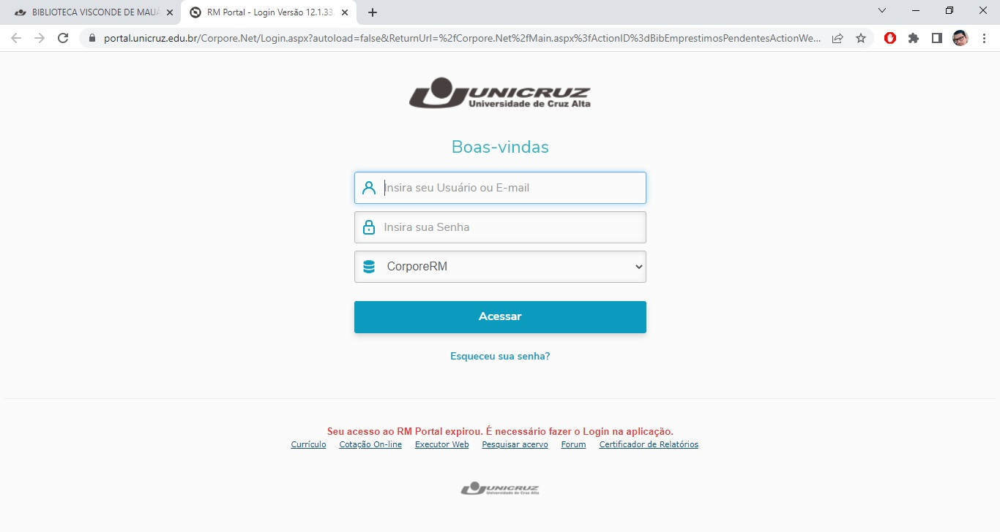 BIBLIOTECA VISCONDE DE MAUÁ
RM Portal - Login Versão 12.1.33.
portal.unicruz.edu.br/Corpore.Net/Login.aspx?autoload=false&ReturnUrl=%2fCorpore.Net%2fMain.aspx%3fActionID%3dBibEmprestimosPendentesActionWe...
UNICRUZ
Universidade de Cruz Alta
Boas-vindas
Insira seu Usuário ou E-mail
Insira sua Senha
CorporeRM
Acessar
Esqueceu sua senha?
Seu acesso ao RM Portal expirou. É necessário fazer o Login na aplicação.
Currículo Cotação On-line Executor Web Pesquisar acervo Forum Certificador de Relatórios
UNICRUZ
Universidade de Cruz Alta